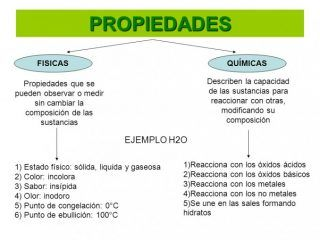 PROPIEDADES
FISICAS
Propiedades que se
pueden observar o medir
sin cambiar la
composición de las
sustancias
QUÍMICAS
Describen la capacidad
de las sustancias para
reaccionar con otras,
modificando su
composición
EJEMPLO H2O
1) Estado físico: sólida, liquida y gaseosa
2) Color: incolora
3) Sabor: insípida
4) Olor: inodoro
5) Punto de congelación: 0°C
6) Punto de ebullición: 100°C
1)Reacciona con los óxidos ácidos
2)Reacciona con los óxidos básicos
3)Reacciona con los metales
4)Reacciona con los no metales
5)Se une en las sales formando
hidratos